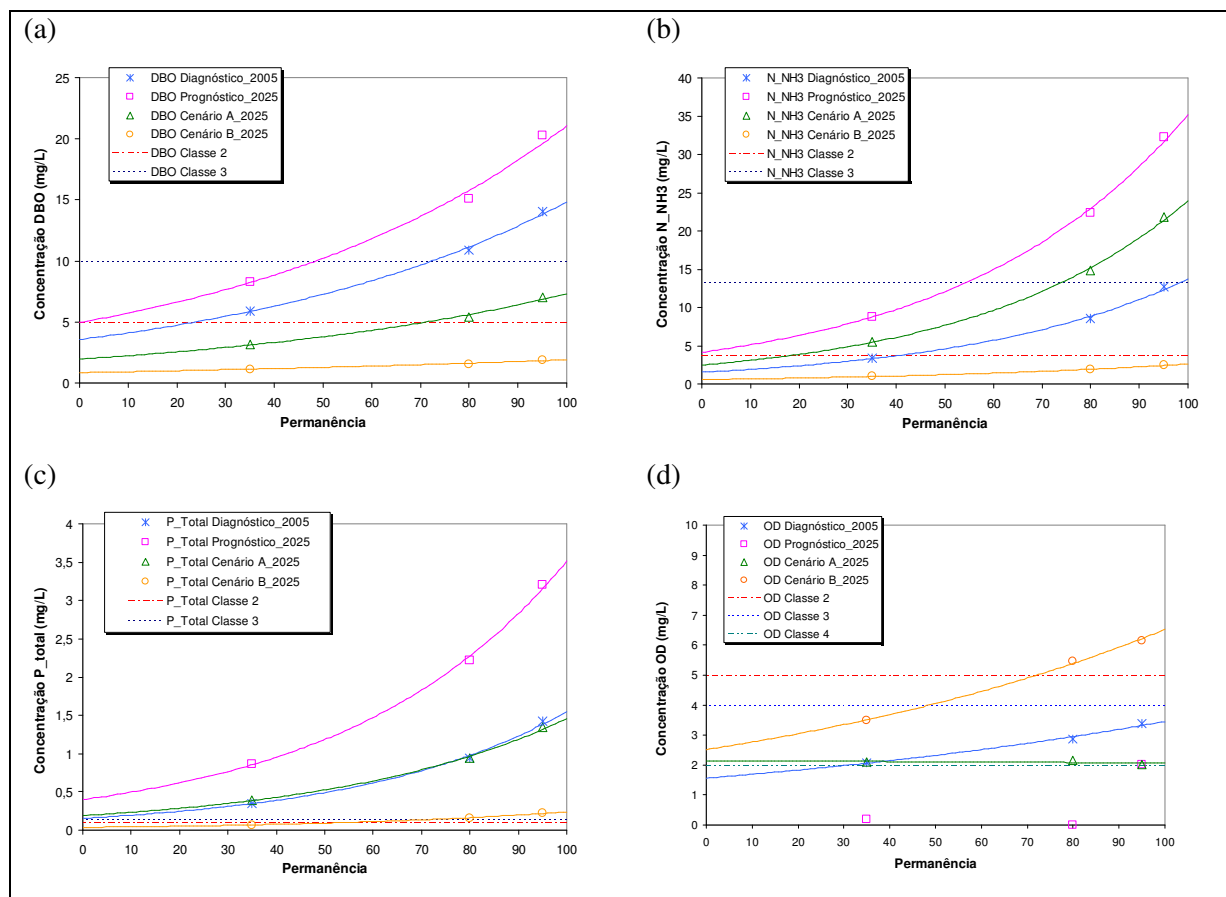 (a)
DBO Diagnóstico_2005
DBO Prognóstico_2025
DBO Cenário A_2025
DBO Cenário B_2025
DBO Classe 2
DBO Classe 3
Concentração DBO (mg/L)
25
20
15
10
5
0
0 10 20 30 40 50 60 70 80 90 100
Permanência
(b)
N_NH3 Diagnóstico_2005
N_NH3 Prognóstico_2025
N_NH3 Cenário A_2025
N_NH3 Cenário B_2025
N_NH3 Classe 2
N_NH3 Classe 3
Concentração N_NH3 (mg/L)
40
35
30
25
20
15
10
5
0
0 10 20 30 40 50 60 70 80 90 100
Permanência
(c)
P_Total Diagnóstico_2005
P_Total Prognóstico_2025
P_Total Cenário A_2025
P_Total Cenário B_2025
P_Total Classe 2
P_Total Classe 3
Concentração P_total (mg/L)
4
3,5
3
2,5
2
1,5
1
0,5
0
0 10 20 30 40 50 60 70 80 90 100
Permanência
(d)
OD Diagnóstico_2005
OD Prognóstico_2025
OD Cenário A_2025
OD Cenário B_2025
OD Classe 2
OD Classe 3
OD Classe 4
Concentração OD (mg/L)
10
9
8
7
6
5
4
3
2
1
0
0 10 20 30 40 50 60 70 80 90 100
Permanência